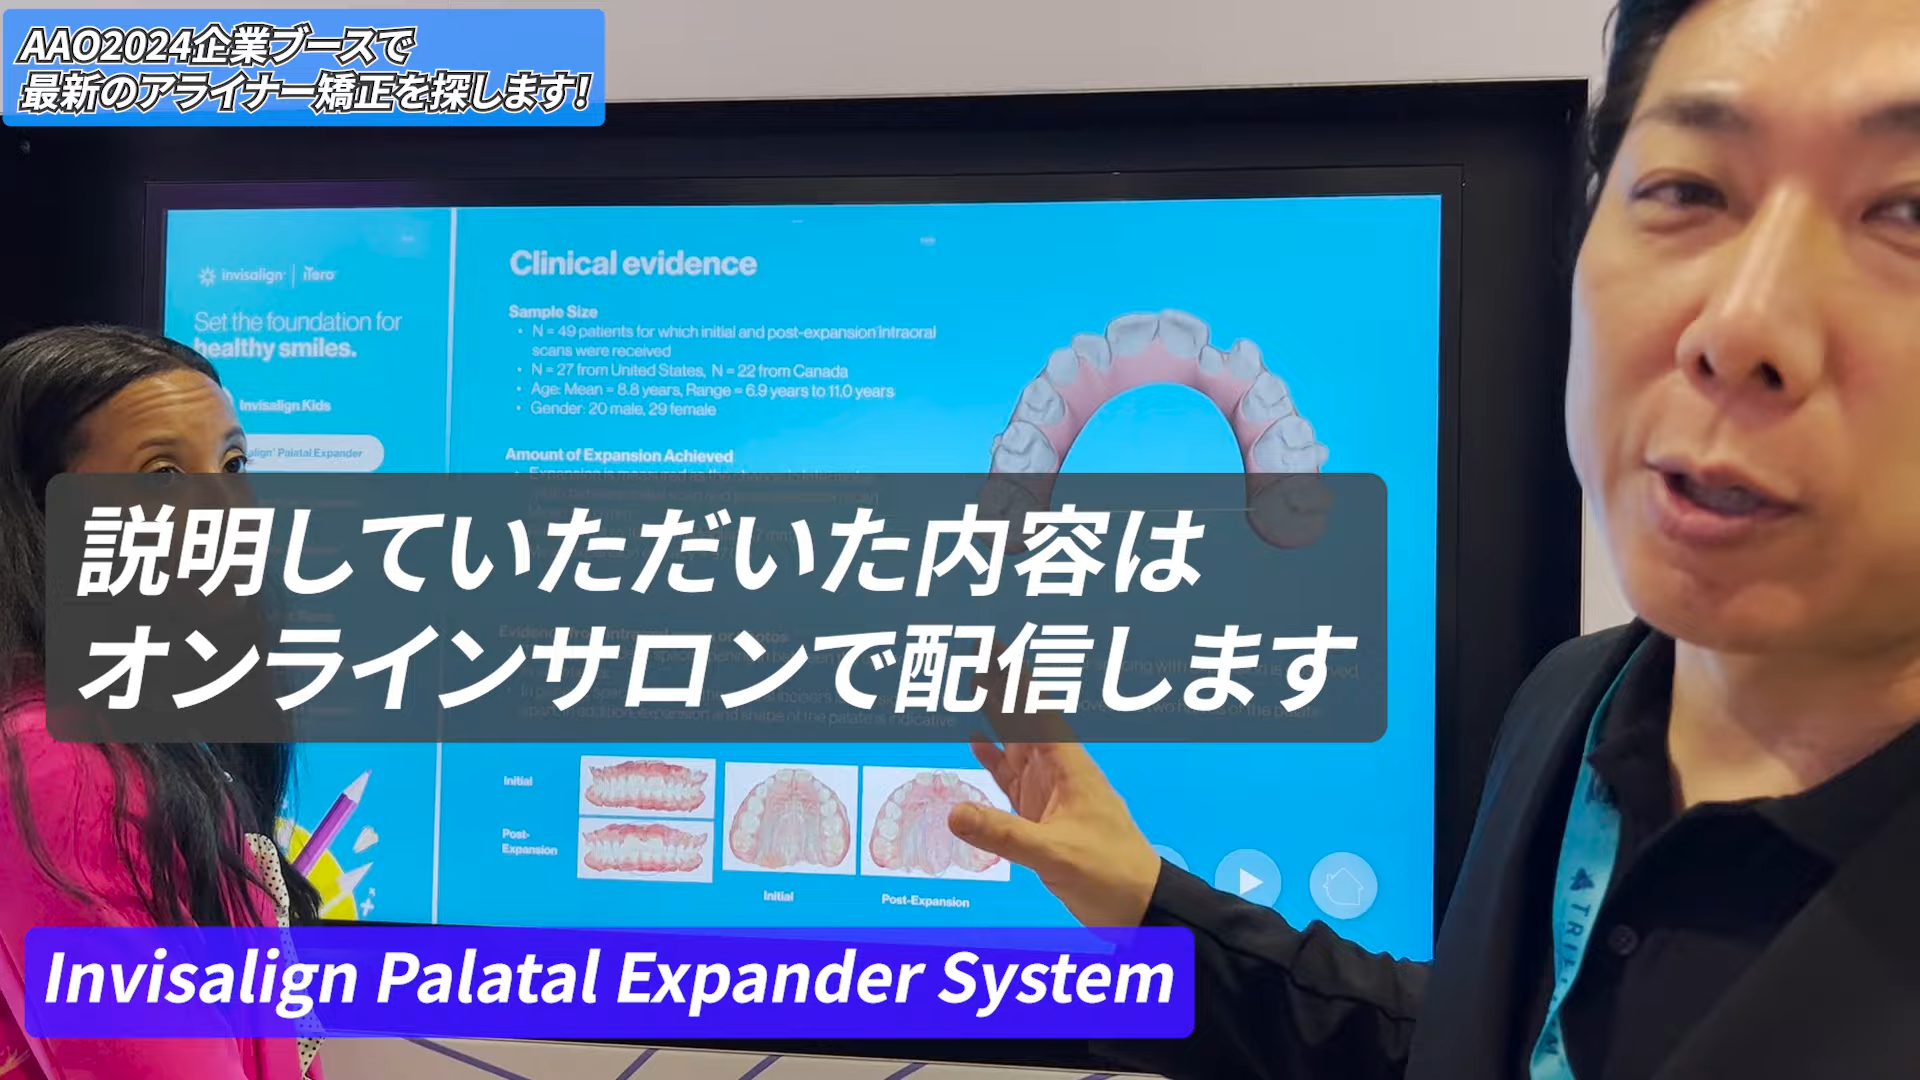 AAO2024企業ブースで
最新のアライナー矯正を探します!
invisalign | iTero
Set the foundation for
healthy smiles.
Invisalign Kids
Palatal Expander
Clinical evidence
Sample Size
• N = 49 patients for which initial and post-expansion intraoral
scans were received
• N = 27 from United States, N = 22 from Canada
• Age: Mean = 8.8 years, Range = 6.9 years to 11.0 years
• Gender: 20 male, 29 female
Amount of Expansion Achieved
説明していただいた内容は
オンラインサロンで配信します
Initial
Post-
Expansion
Initial
Post-Expansion
Invisalign Palatal Expander System